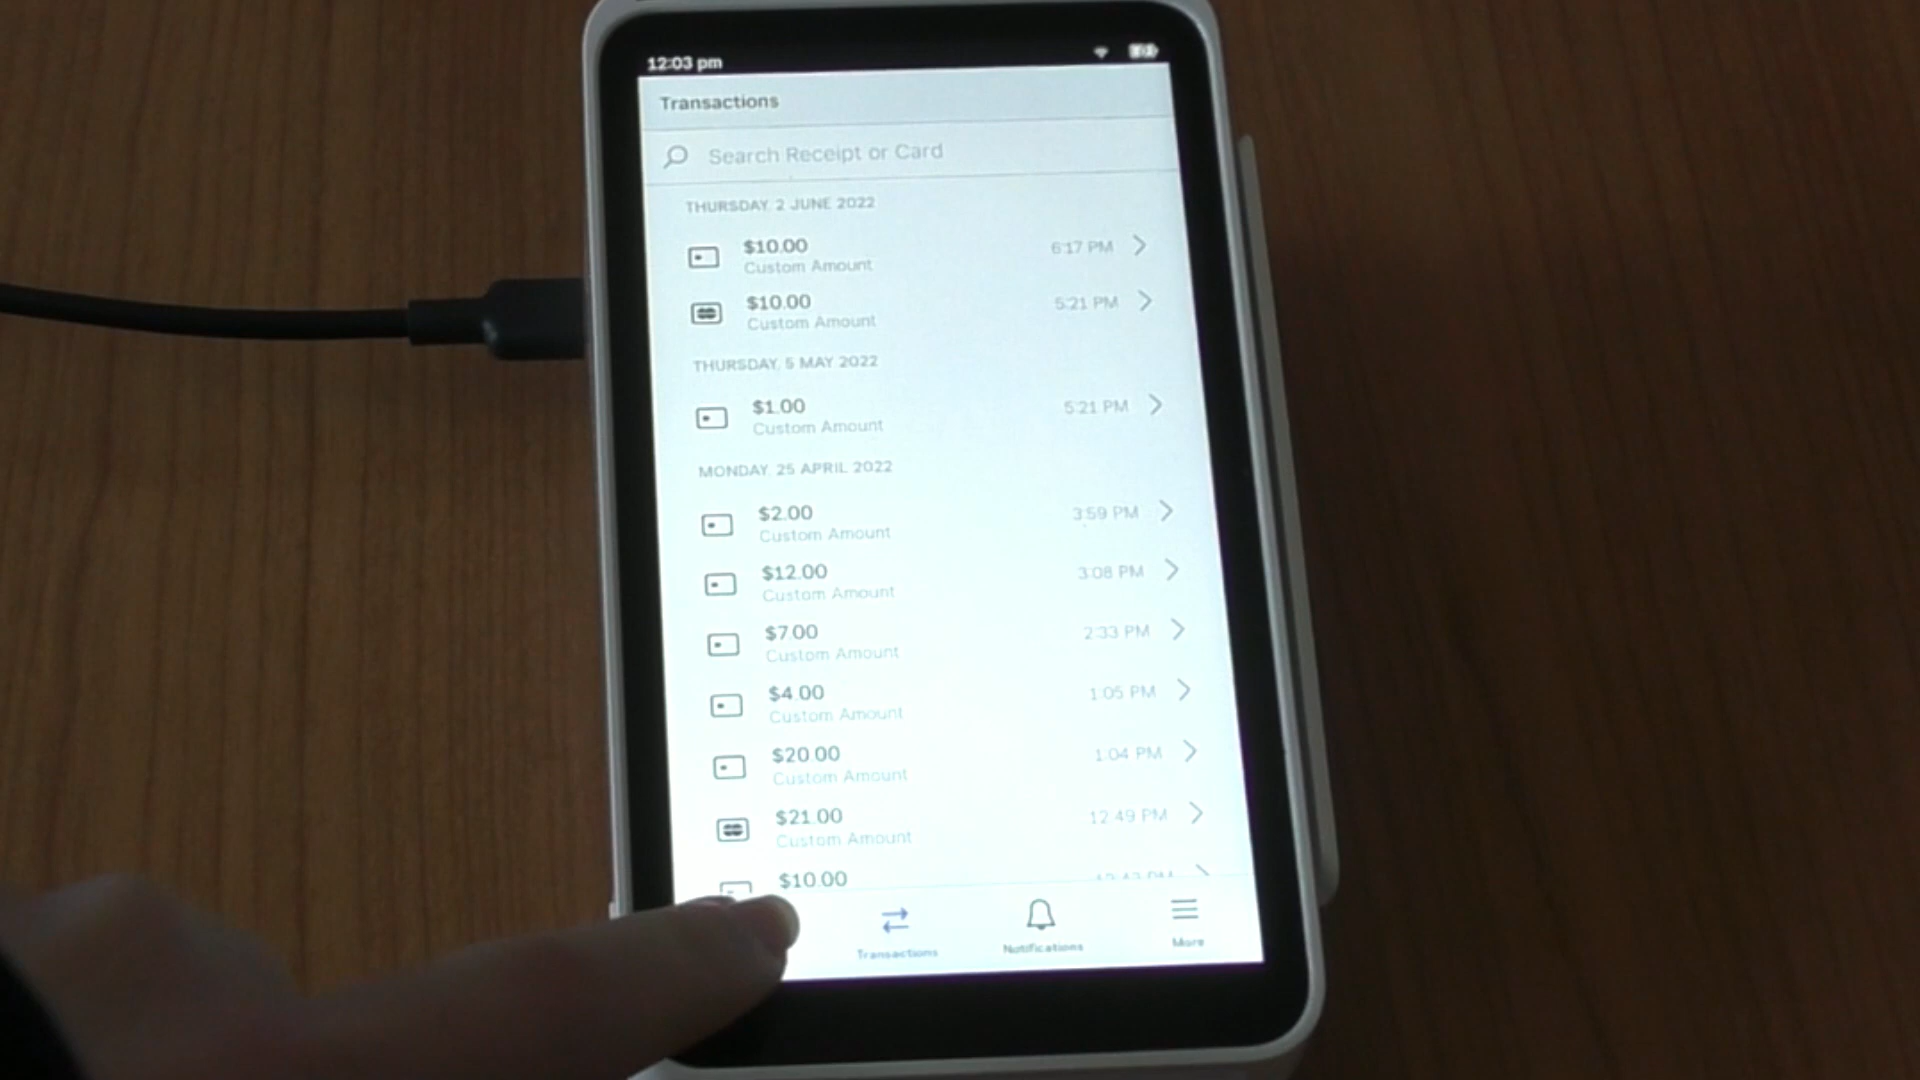 12:03 pm
Transactions
Search Receipt or Card
THURSDAY, 2 JUNE 2022
$10.00 6:17 PM
Custom Amount
$10.00 5:21 PM
Custom Amount
THURSDAY, 5 MAY 2022
$1.00 5:21 PM
Custom Amount
MONDAY, 25 APRIL 2022
$2.00 3:59 PM
Custom Amount
$12.00 3:08 PM
Custom Amount
$7.00 2:33 PM
Custom Amount
$4.00 1:05 PM
Custom Amount
$20.00 1:04 PM
Custom Amount
$21.00 12:49 PM
Custom Amount
$10.00
Transactions Notifications More